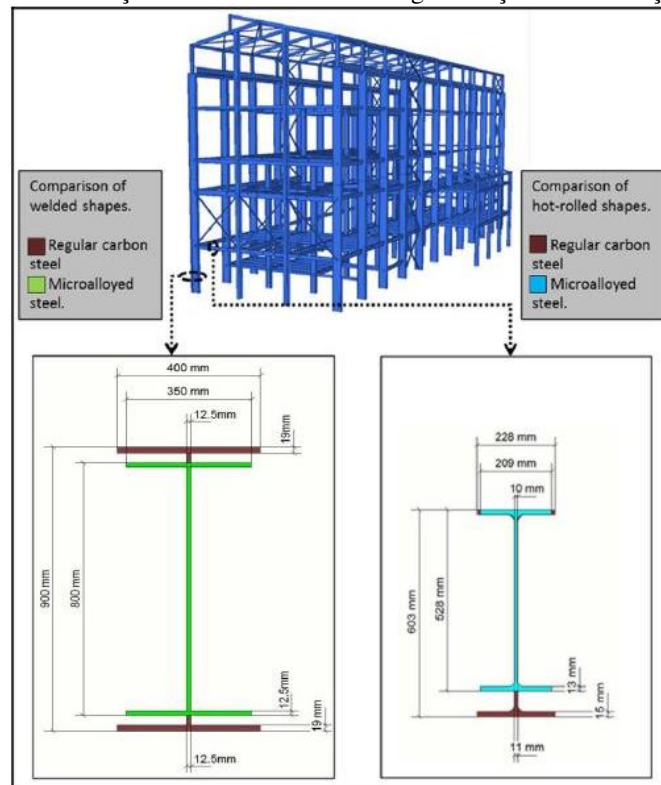 Comparison of
welded shapes.
Regular carbon
steel
Microalloyed
steel.
Comparison of
hot-rolled shapes.
Regular carbon
steel
Microalloyed
steel.
400 mm
350 mm
12.5mm
19mm
900 mm
800 mm
12.5mm
19 mm
12.5mm
228 mm
209 mm
10 mm
603 mm
528 mm
13 mm
15 mm
11 mm